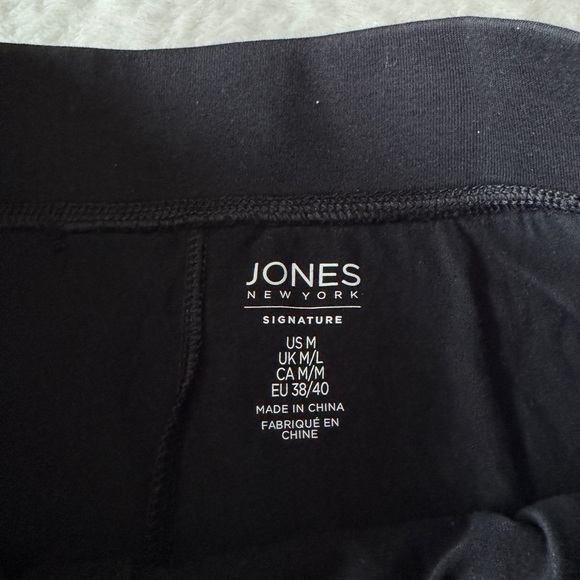 JONES
NEW YORK
SIGNATURE
US M
UK M/L
CA M/M
EU 38/40
MADE IN CHINA
FABRIQUÉ EN
CHINE